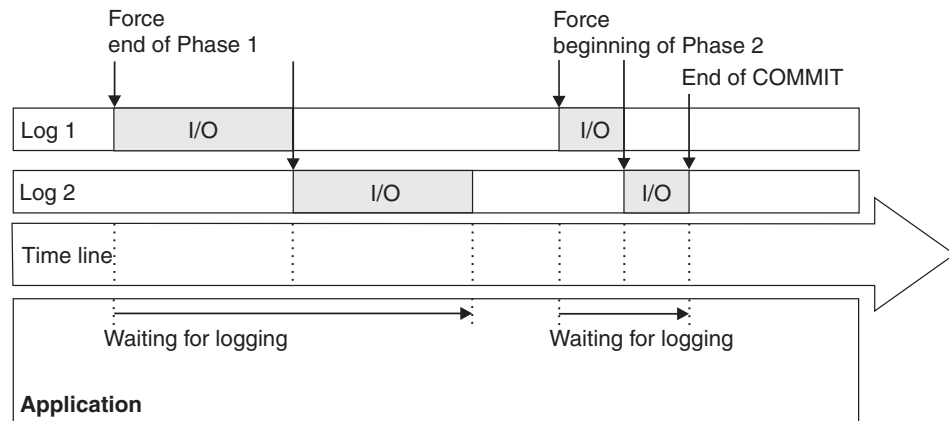 Force
end of Phase 1
Force
beginning of Phase 2
End of COMMIT
Log 1
I/O
I/O
Log 2
I/O
I/O
Time line
Waiting for logging
Waiting for logging
Application